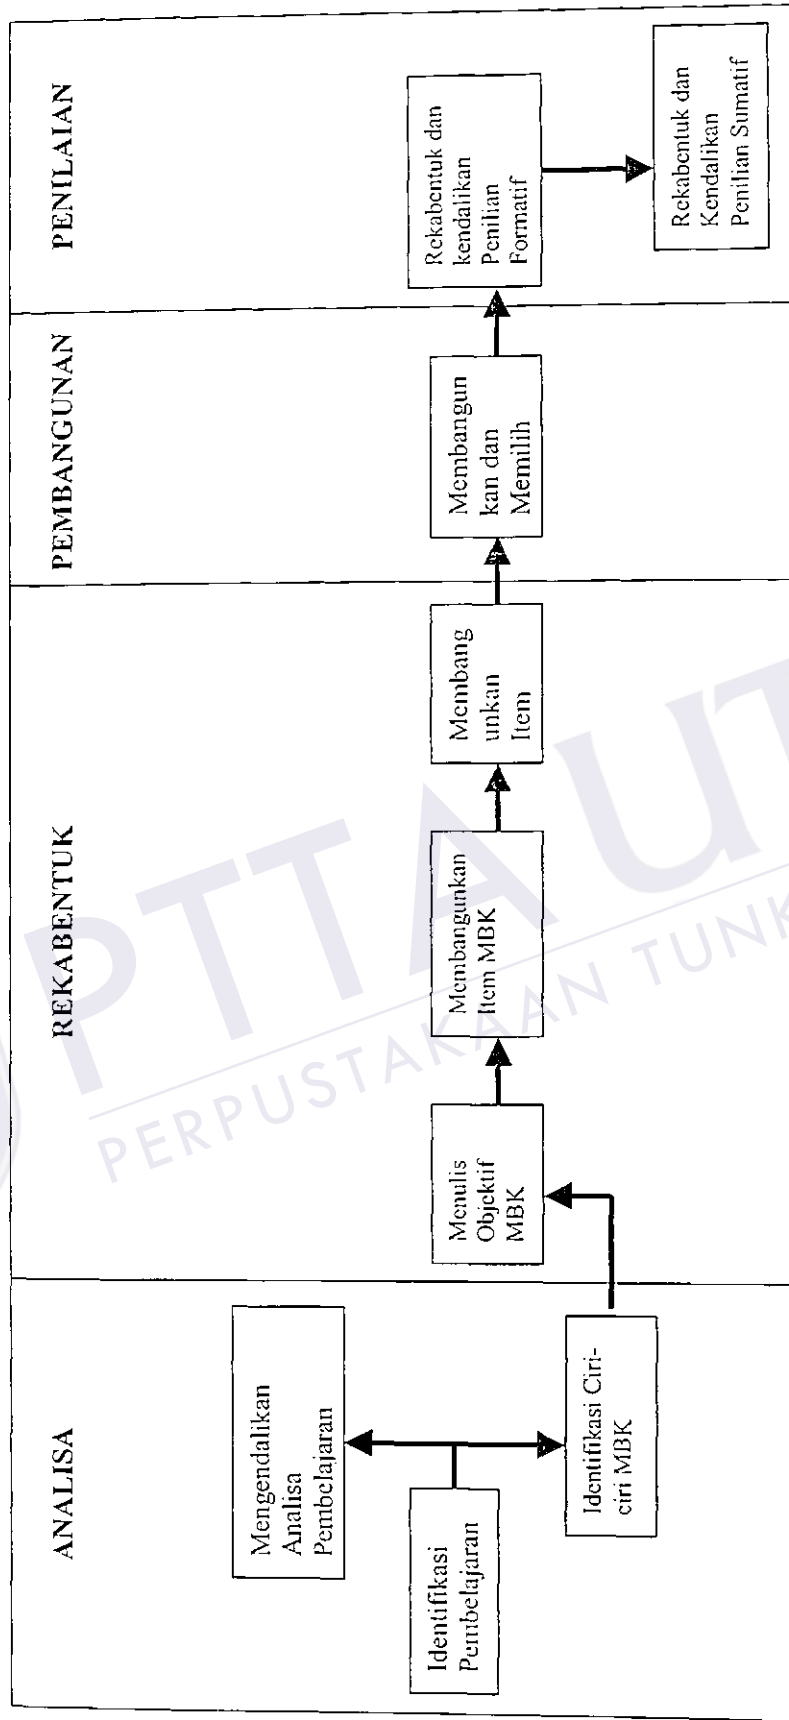 ANALISA
REKABENTUK
PEMBANGUNAN
PENILAIAN
Mengendalikan
Analisa
Pembelajaran
Identifikasi
Pembelajaran
Identifikasi Ciri-
ciri MBK
Menulis
Objektif
MBK
Membangunkan
Item MBK
Membang
unkan
Item
Membangun
kan dan
Memilih
Rekabentuk dan
kendalikan
Penilian
Formatif
Rekabentuk dan
Kendalikan
Penilian Sumatif
PTTA UT
PERPUSTAKAAN TUNK